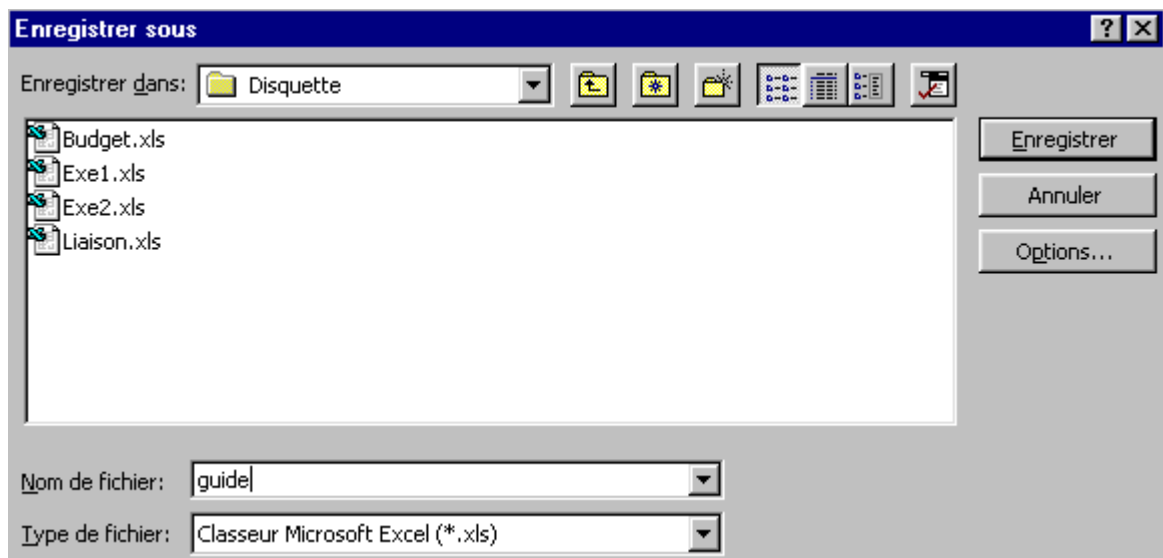 Enregistrer sous
Enregistrer dans: Disquette
Budget.xls
Exe1.xls
Exe2.xls
Liaison.xls
Enregistrer
Annuler
Options...
Nom de fichier: guide
Type de fichier: Classeur Microsoft Excel (*.xls)